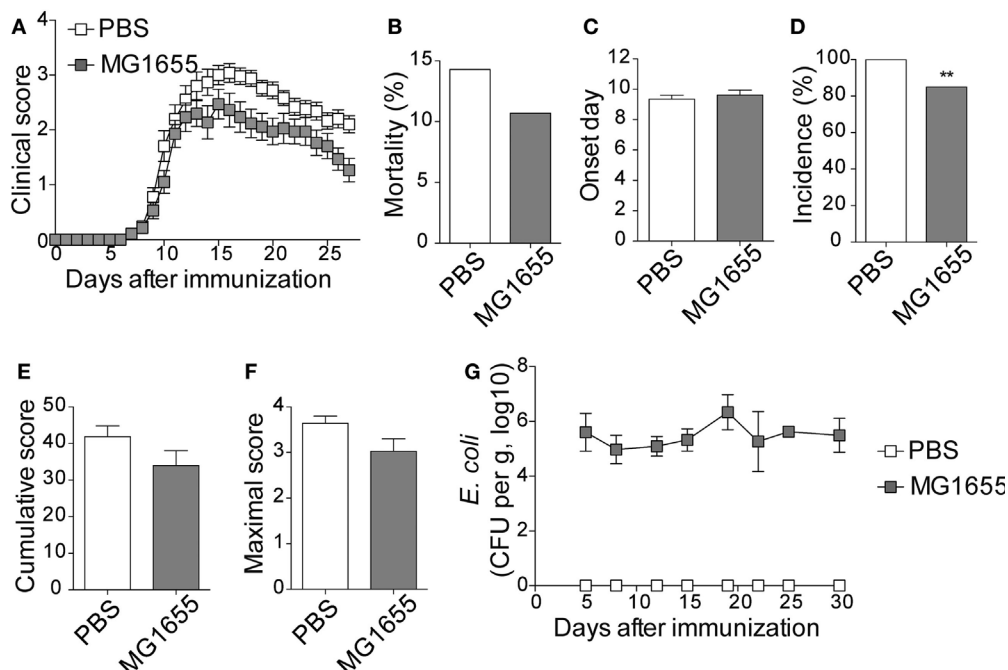 A
Clinical score
4
3
2
1
0
0 5 10 15 20 25
Days after immunization
PBS
MG1655
B
Mortality (%)
15
10
5
0
PBS
MG1655
C
Onset day
12
10
8
6
4
2
0
PBS
MG1655
D
Incidence (%)
100
80
60
40
20
0
**
PBS
MG1655
E
Cumulative score
50
40
30
20
10
0
PBS
MG1655
F
Maximal score
4
3
2
1
0
PBS
MG1655
G
E. coli
(CFU per g, log10)
8
6
4
2
0
0 5 10 15 20 25 30
Days after immunization
PBS
MG1655